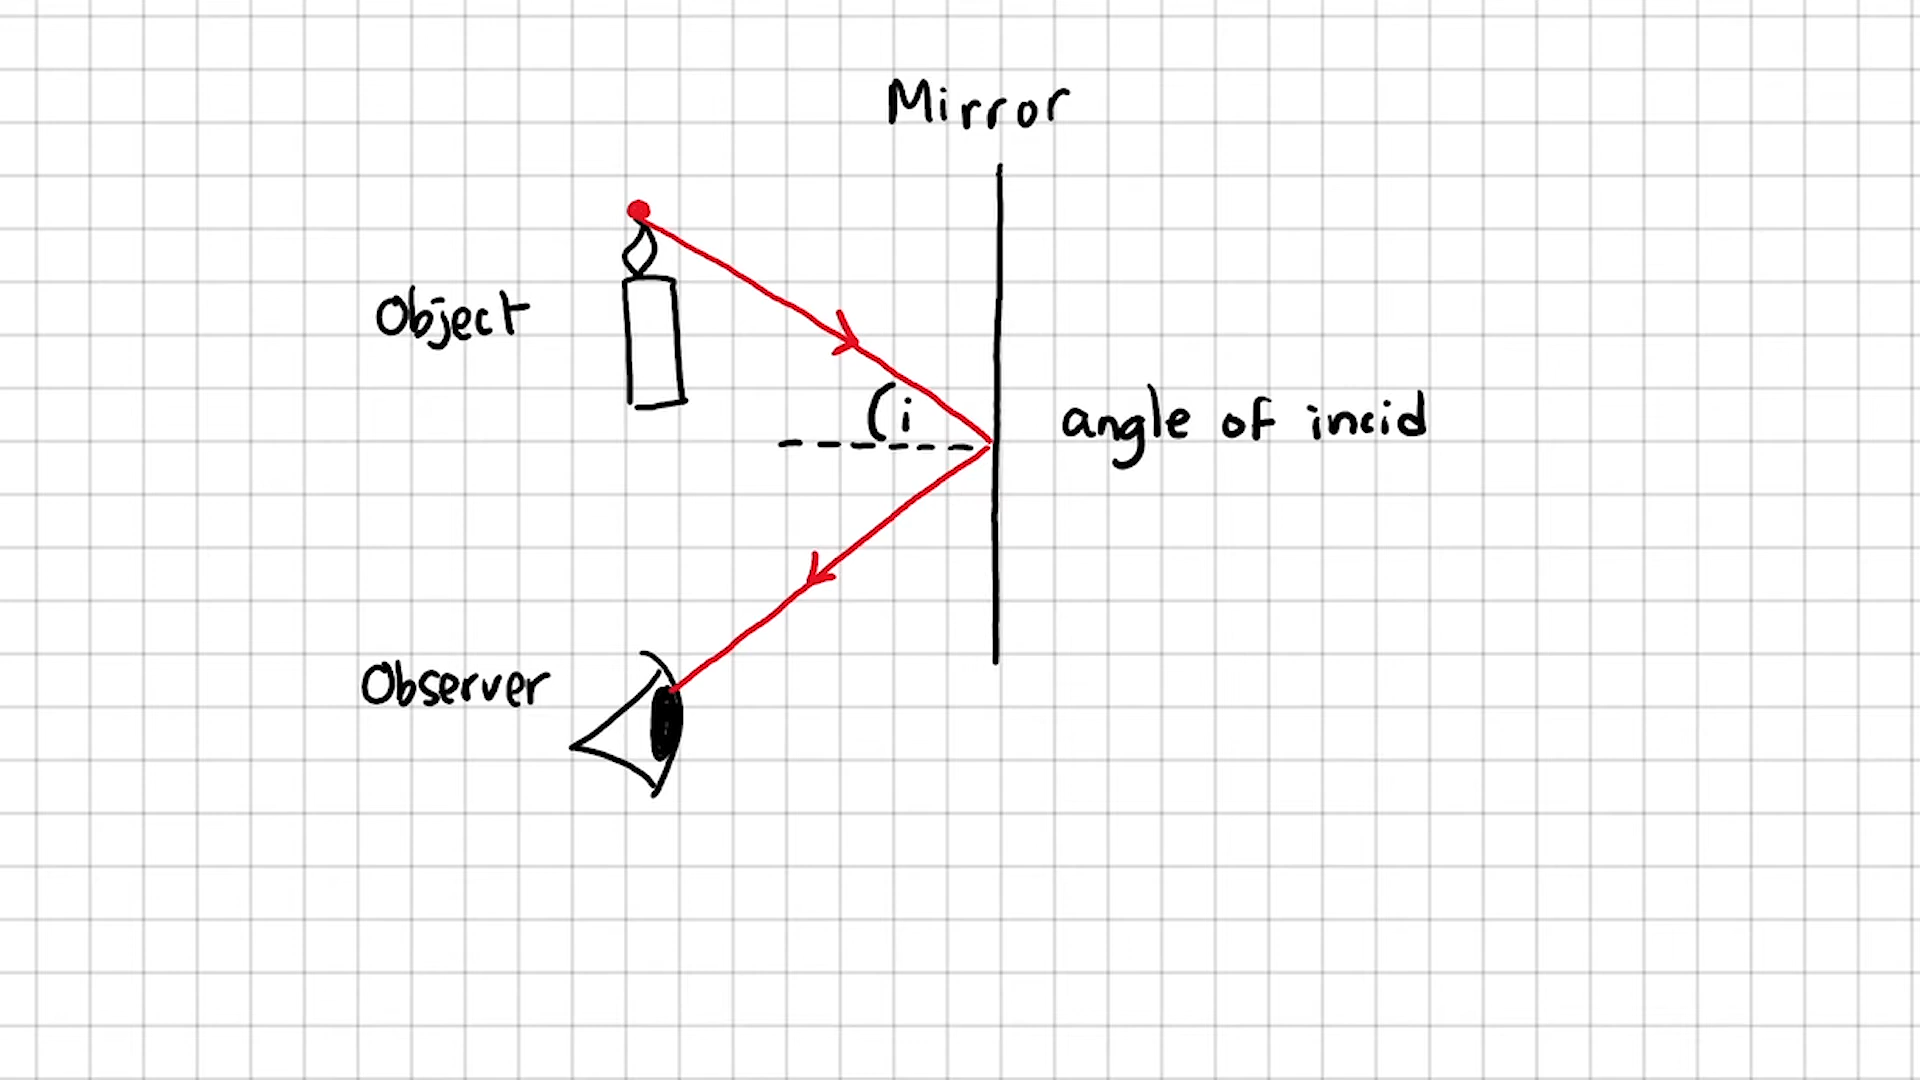 Mirror
Object
i
angle of incid
Observer